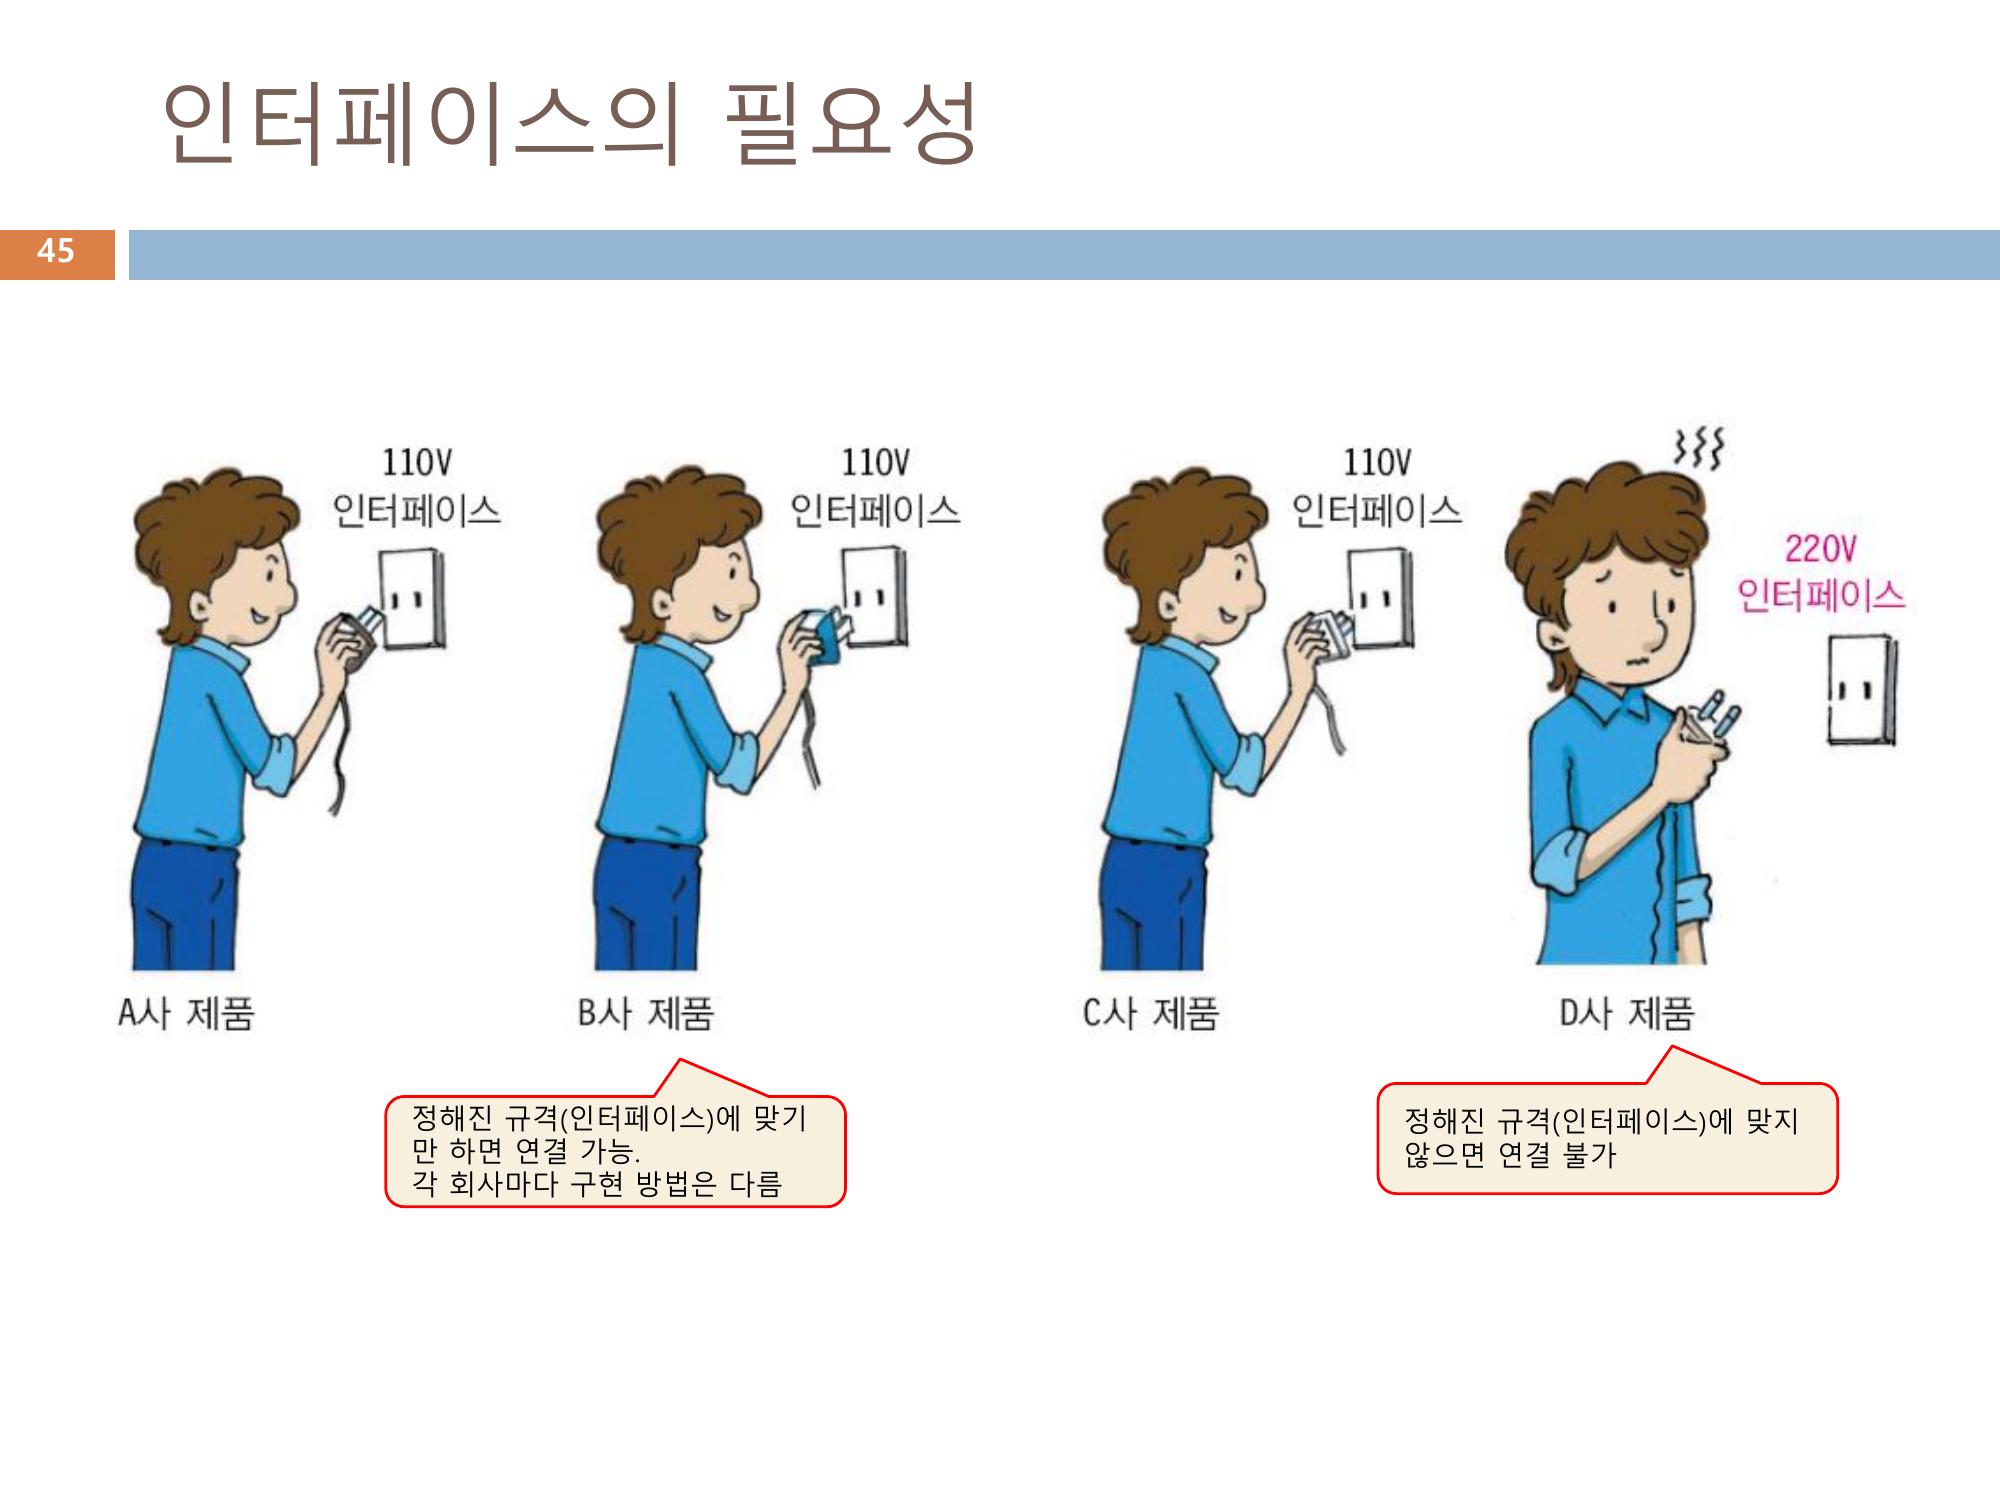 인터페이스의 필요성
45
110V
인터페이스
110V
인터페이스
110V
인터페이스
220V
인터페이스
A사 제품
B사 제품
C사 제품
D사 제품
정해진 규격(인터페이스)에 맞기
만 하면 연결 가능.
각 회사마다 구현 방법은 다름
정해진 규격(인터페이스)에 맞지
않으면 연결 불가